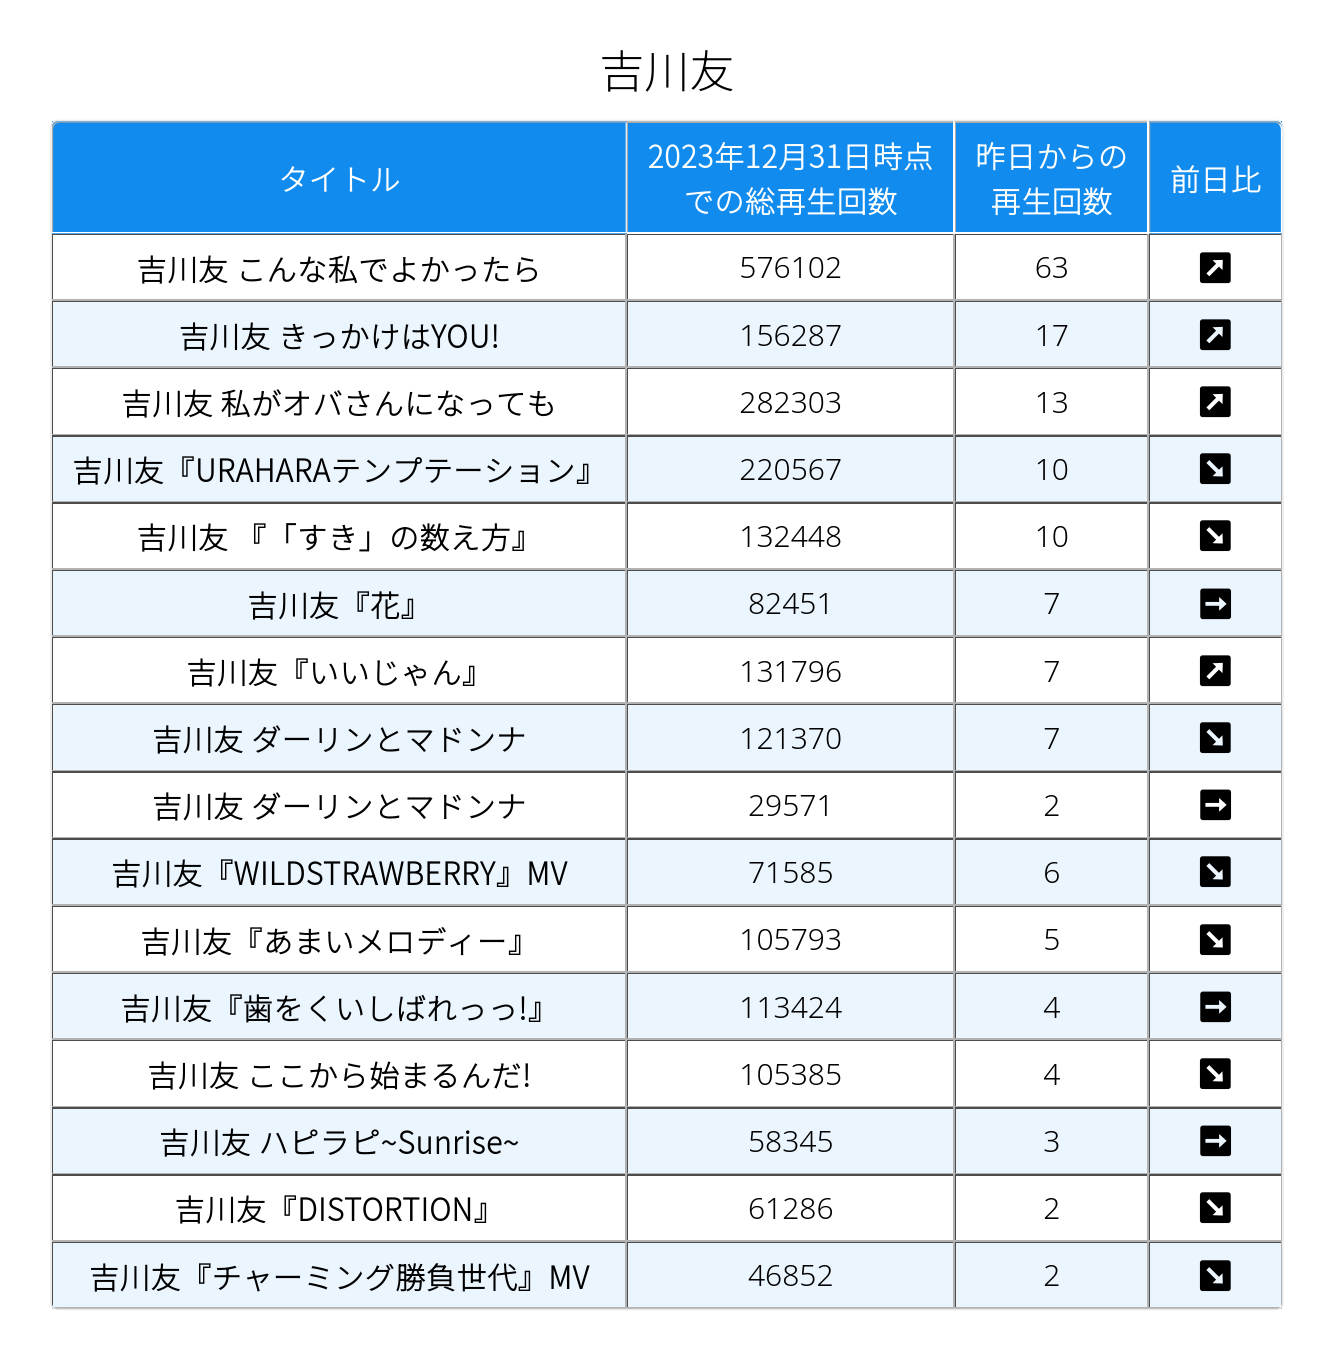 吉川友
タイトル
2023年12月31日時点
での総再生回数
昨日からの
再生回数
前日比
吉川友 こんな私でよかったら 576102 63 ↗
吉川友 きっかけはYOU! 156287 17 ↗
吉川友 私がオバさんになっても 282303 13 ↗
吉川友『URAHARAテンプテーション』 220567 10 ↘
吉川友 『「すき」の数え方』 132448 10 ↘
吉川友『花』 82451 7 →
吉川友『いいじゃん』 131796 7 ↗
吉川友 ダーリンとマドンナ 121370 7 ↘
吉川友 ダーリンとマドンナ 29571 2 →
吉川友『WILDSTRAWBERRY』MV 71585 6 ↘
吉川友『あまいメロディー』 105793 5 ↘
吉川友『歯をくいしばれっっ!』 113424 4 →
吉川友 ここから始まるんだ! 105385 4 ↘
吉川友 ハピラピ~Sunrise~ 58345 3 →
吉川友『DISTORTION』 61286 2 ↘
吉川友『チャーミング勝負世代』MV 46852 2 ↘